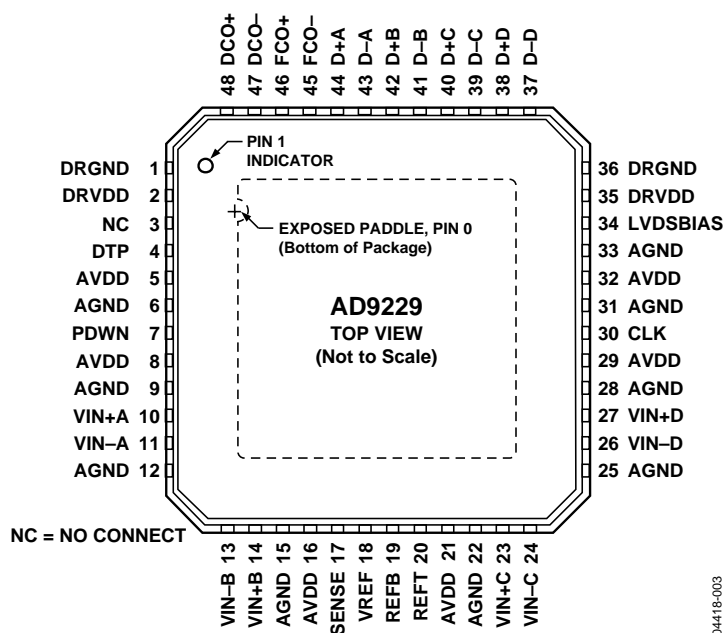 48 DCO+
47 DCO–
46 FCO+
45 FCO–
44 D+A
43 D–A
42 D+B
41 D–B
40 D+C
39 D–C
38 D+D
37 D–D
PIN 1
INDICATOR
EXPOSED PADDLE, PIN 0
(Bottom of Package)
AD9229
TOP VIEW
(Not to Scale)
DRGND 1
DRVDD 2
NC 3
DTP 4
AVDD 5
AGND 6
PDWN 7
AVDD 8
AGND 9
VIN+A 10
VIN–A 11
AGND 12
36 DRGND
35 DRVDD
34 LVDSBIAS
33 AGND
32 AVDD
31 AGND
30 CLK
29 AVDD
28 AGND
27 VIN+D
26 VIN–D
25 AGND
NC = NO CONNECT
VIN–B 13
VIN+B 14
AGND 15
AVDD 16
SENSE 17
VREF 18
REFB 19
REFT 20
AVDD 21
AGND 22
VIN+C 23
VIN–C 24
04418-003